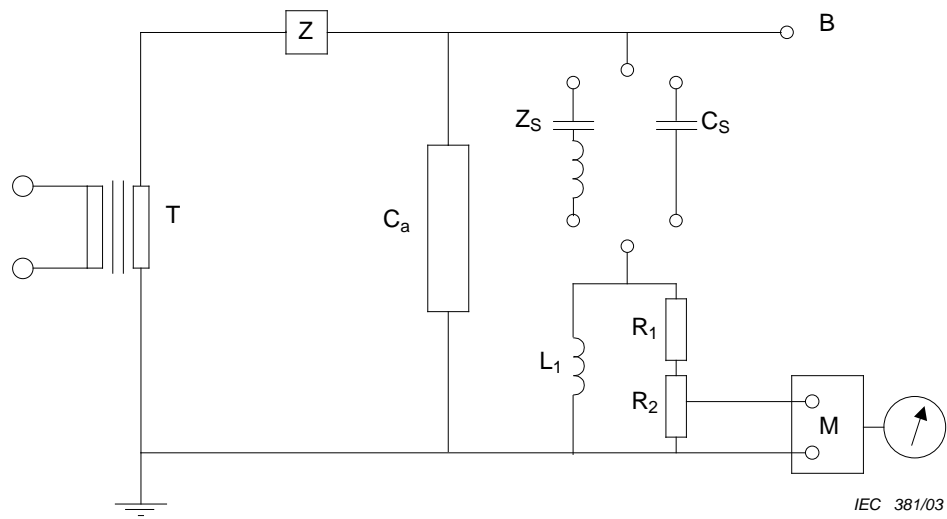 B
Z
Z_S
C_S
T
C_a
R_1
L_1
R_2
M
IEC 381/03